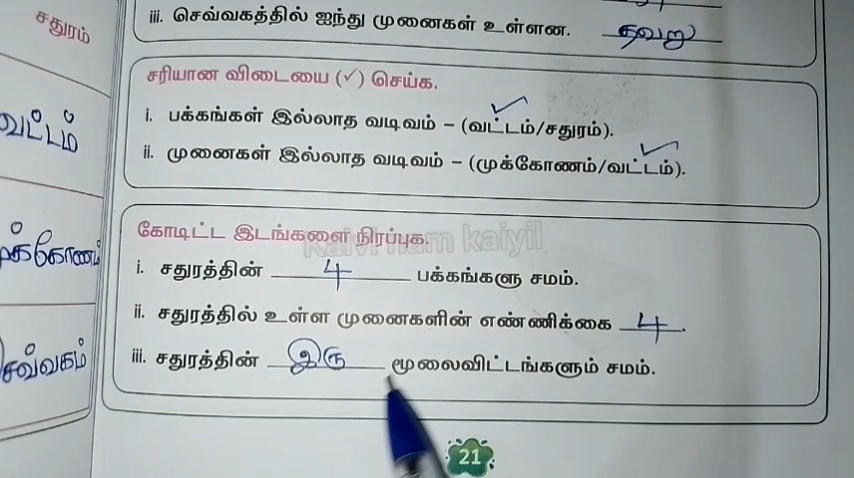 சதுரம்
iii. செவ்வகத்தில் ஐந்து முனைகள் உள்ளன. தவறு
வட்டம்
சரியான விடையை (✓) செய்க.
i. பக்கங்கள் இல்லாத வடிவம் – (வட்டம்/சதுரம்). ✓
ii. முனைகள் இல்லாத வடிவம் – (முக்கோணம்/வட்டம்). ✓
கோடிட்ட இடங்களை நிரப்புக.
i. சதுரத்தின் 4 பக்கங்களு சமம்.
ii. சதுரத்தில் உள்ள முனைகளின் எண்ணிக்கை 4.
iii. சதுரத்தின் இரு மூலைவிட்டங்களும் சமம்.
க்கோணம்
செவ்வகம்
21